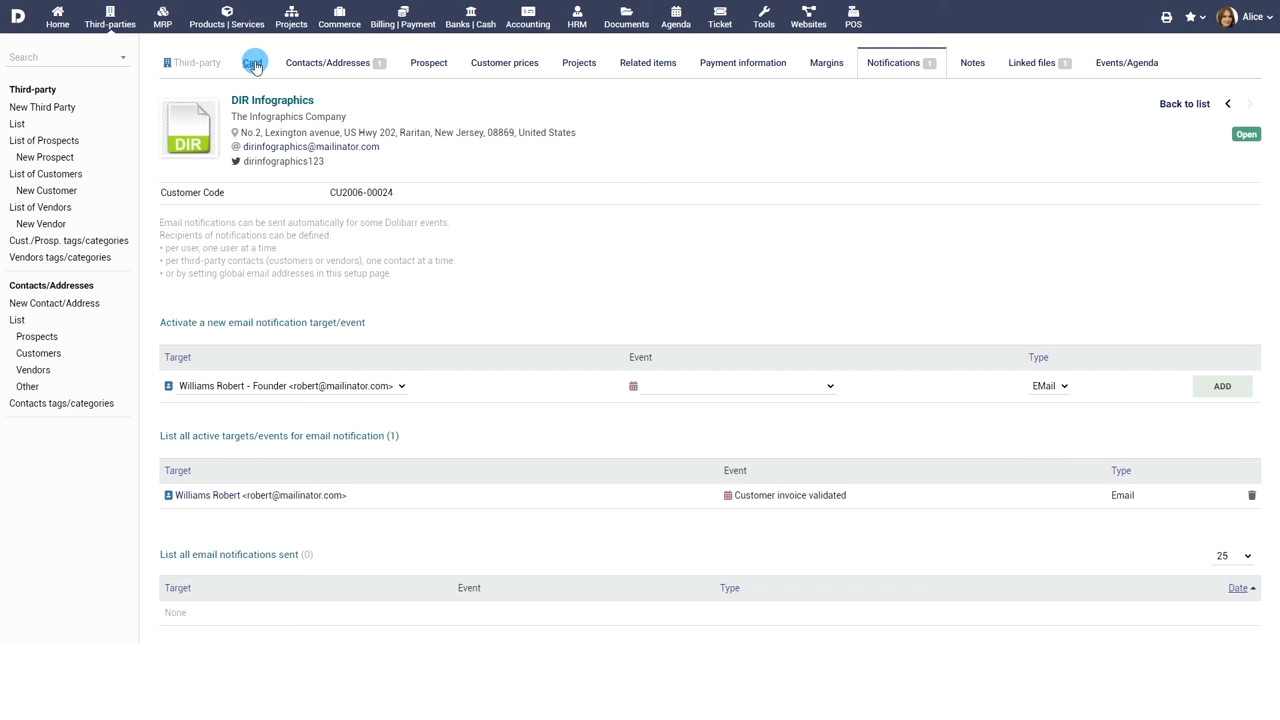 D Home Third-parties MRP Products | Services Projects Commerce Billing | Payment Banks | Cash Accounting HRM Documents Agenda Ticket Tools Websites POS Alice
Search
Third-party
New Third Party
List
List of Prospects
New Prospect
List of Customers
New Customer
List of Vendors
New Vendor
Cust./Prosp. tags/categories
Vendors tags/categories
Contacts/Addresses
New Contact/Address
List
Prospects
Customers
Vendors
Other
Contacts tags/categories
Third-party Card Contacts/Addresses 1 Prospect Customer prices Projects Related items Payment information Margins Notifications 1 Notes Linked files 1 Events/Agenda
DIR
DIR Infographics
The Infographics Company
No.2, Lexington avenue, US Hwy 202, Raritan, New Jersey, 08869, United States
@ dirinfographics@mailinator.com
dirinfographics123
Back to list
Open
Customer Code CU2006-00024
Email notifications can be sent automatically for some Dolibarr events.
Recipients of notifications can be defined:
• per user, one user at a time.
• per third-party contacts (customers or vendors), one contact at a time.
• or by setting global email addresses in this setup page.
Activate a new email notification target/event
Target Event Type
Williams Robert - Founder <robert@mailinator.com> EMail ADD
List all active targets/events for email notification (1)
Target Event Type
Williams Robert <robert@mailinator.com> Customer invoice validated Email
List all email notifications sent (0) 25
Target Event Type Date
None